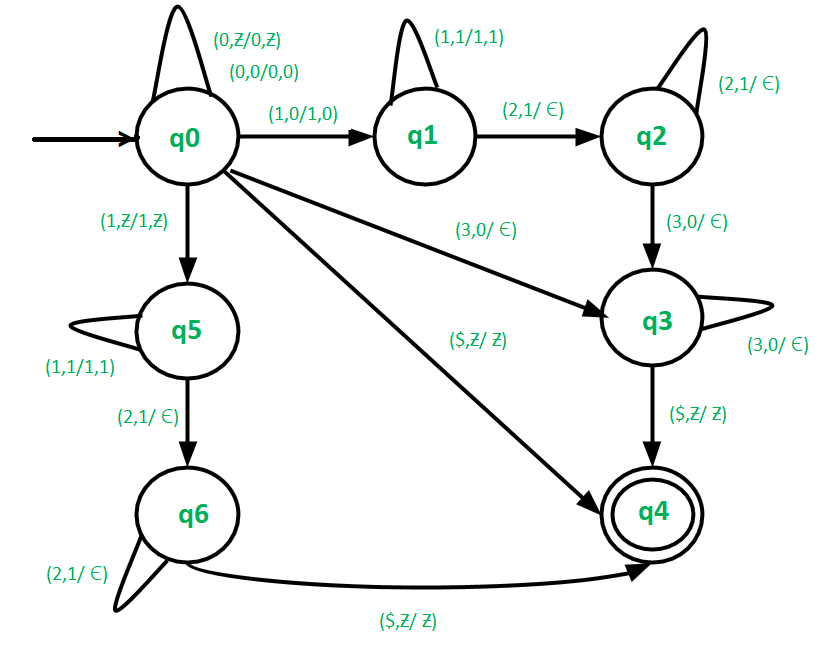 (0,Ƶ/0,Ƶ)
(0,0/0,0)
(1,1/1,1)
(2,1/ ∈)
q0
(1,0/1,0)
q1
(2,1/ ∈)
q2
(1,Ƶ/1,Ƶ)
(3,0/ ∈)
(3,0/ ∈)
q5
q3
(1,1/1,1)
($,Ƶ/ Ƶ)
(3,0/ ∈)
(2,1/ ∈)
($,Ƶ/ Ƶ)
q6
q4
(2,1/ ∈)
($,Ƶ/ Ƶ)